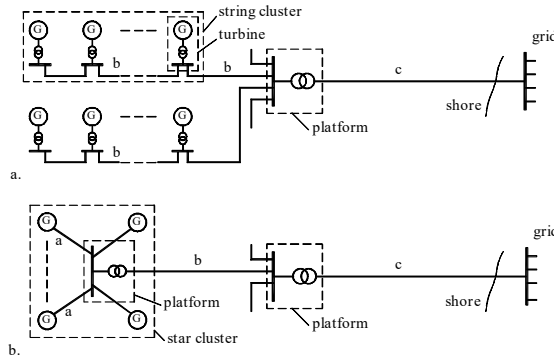 string cluster
G G G
turbine
b b c
grid
shore
platform
G G G
b
a.
G G
a
b c
grid
shore
platform
platform
a
G G
star cluster
b.